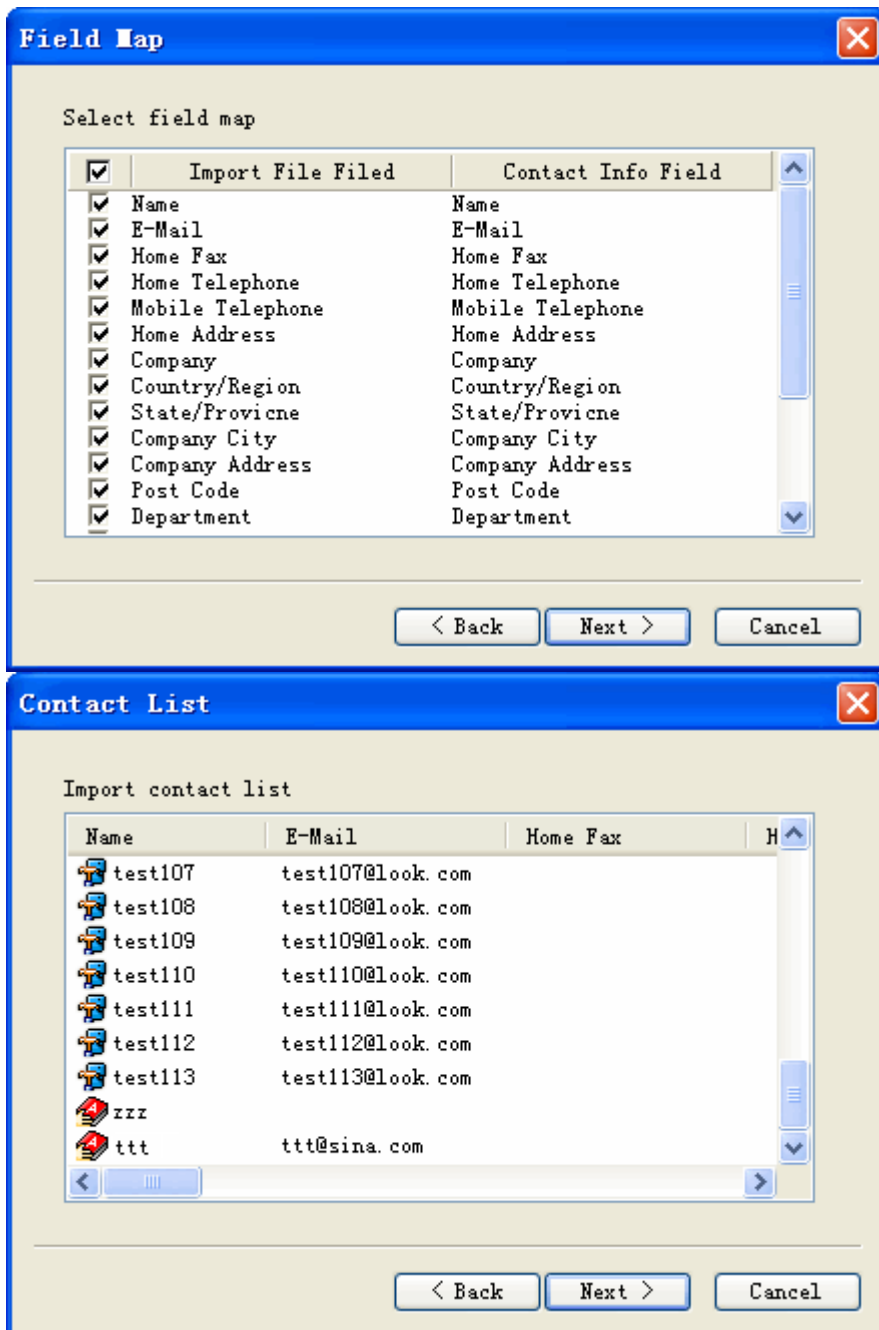 Field Map
Select field map
Import File Filed Contact Info Field
Name Name
E-Mail E-Mail
Home Fax Home Fax
Home Telephone Home Telephone
Mobile Telephone Mobile Telephone
Home Address Home Address
Company Company
Country/Region Country/Region
State/Provicne State/Provicne
Company City Company City
Company Address Company Address
Post Code Post Code
Department Department
< Back Next > Cancel
Contact List
Import contact list
Name E-Mail Home Fax H
test107 test107@look.com
test108 test108@look.com
test109 test109@look.com
test110 test110@look.com
test111 test111@look.com
test112 test112@look.com
test113 test113@look.com
zzz
ttt ttt@sina.com
< Back Next > Cancel